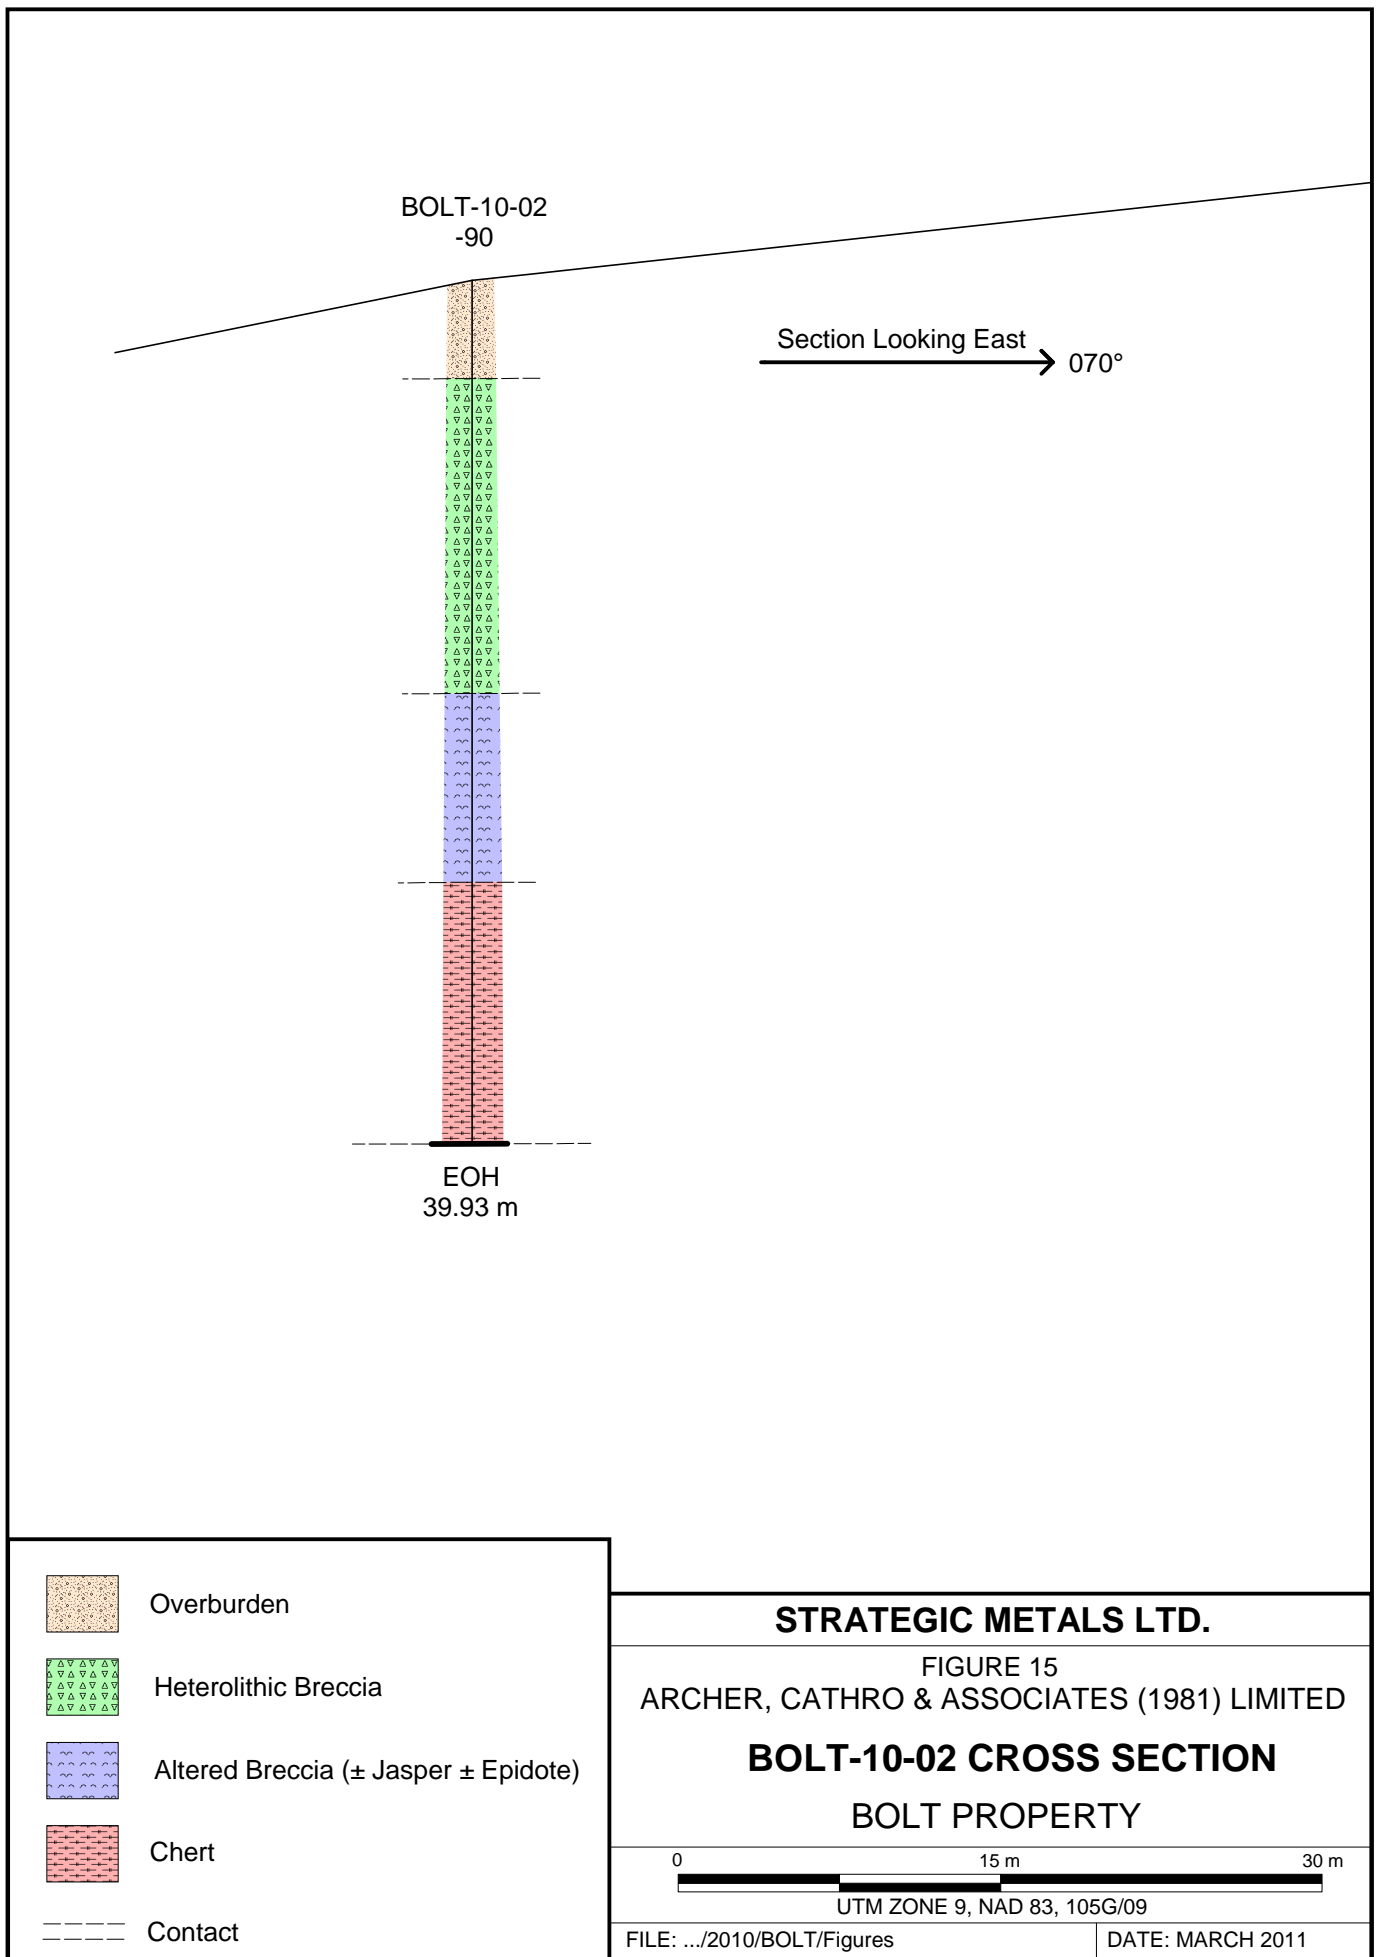 BOLT-10-02
-90
Section Looking East
070°
EOH
39.93 m
Overburden
Heterolithic Breccia
Altered Breccia (± Jasper ± Epidote)
Chert
Contact
STRATEGIC METALS LTD.
FIGURE 15
ARCHER, CATHRO & ASSOCIATES (1981) LIMITED
BOLT-10-02 CROSS SECTION
BOLT PROPERTY
0 15 m 30 m
UTM ZONE 9, NAD 83, 105G/09
FILE: .../2010/BOLT/Figures DATE: MARCH 2011